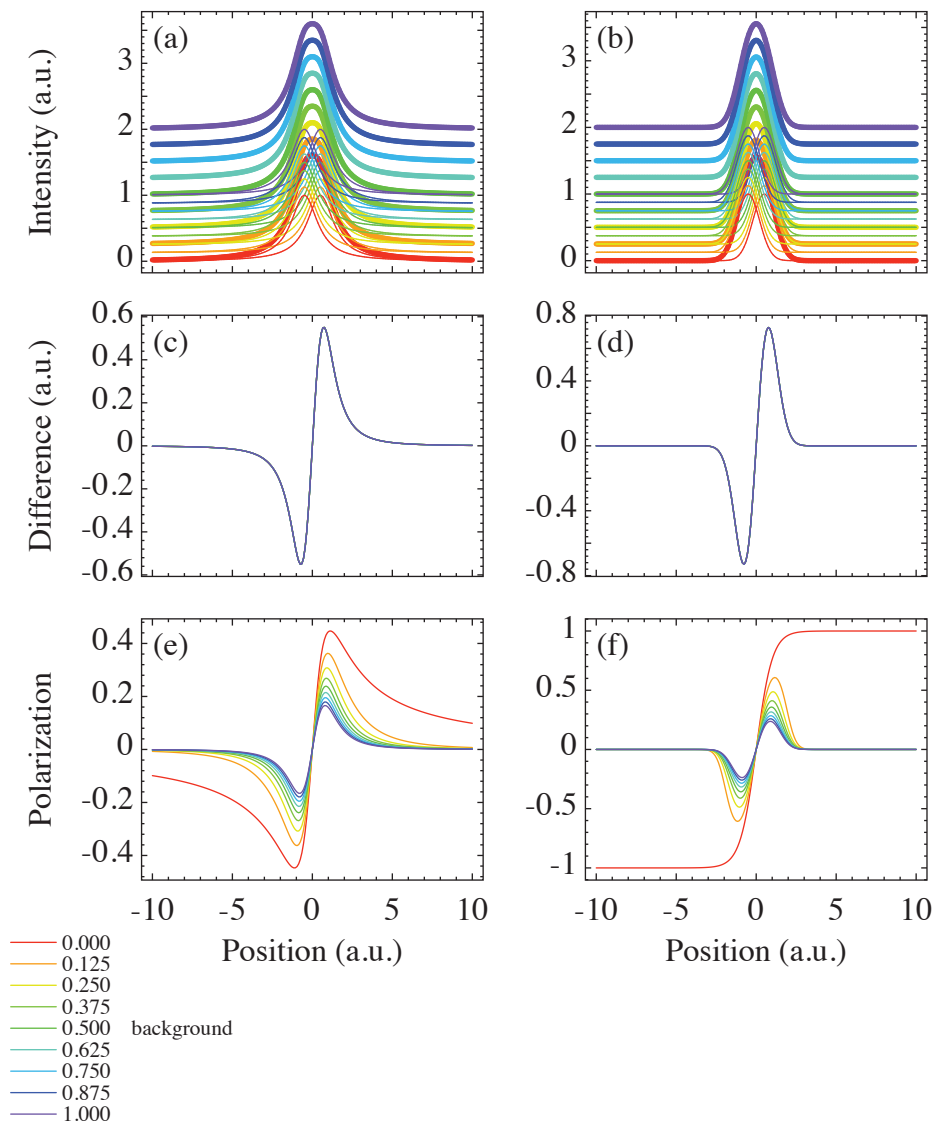 (a)
(b)
Intensity (a.u.)
3
2
1
0
3
2
1
0
(c)
(d)
Difference (a.u.)
0.6
0.4
0.2
0
-0.2
-0.4
-0.6
0.8
0.4
0
-0.4
-0.8
(e)
(f)
Polarization
0.4
0.2
0
-0.2
-0.4
1
0.5
0
-0.5
-1
-10 -5 0 5 10
-10 -5 0 5 10
Position (a.u.)
Position (a.u.)
0.000
0.125
0.250
0.375
0.500 background
0.625
0.750
0.875
1.000